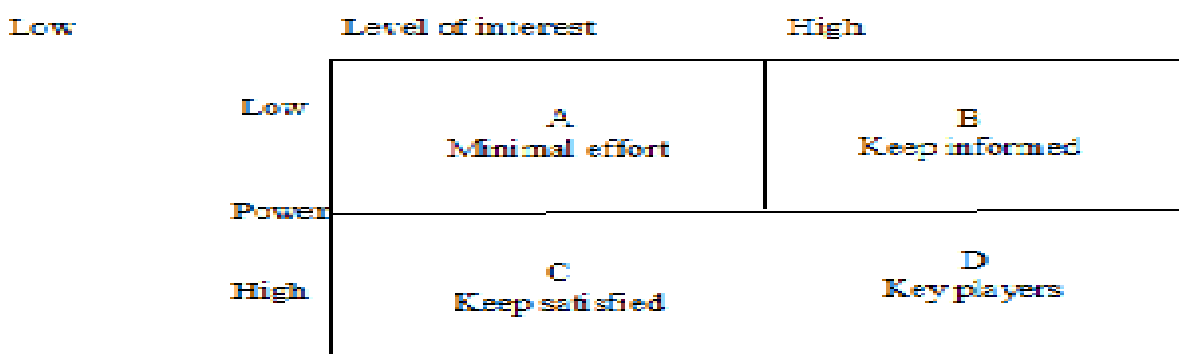 Low Level of interest High
Low
A
Minimal effort
B
Keep informed
Power
High
C
Keep satisfied
D
Key players